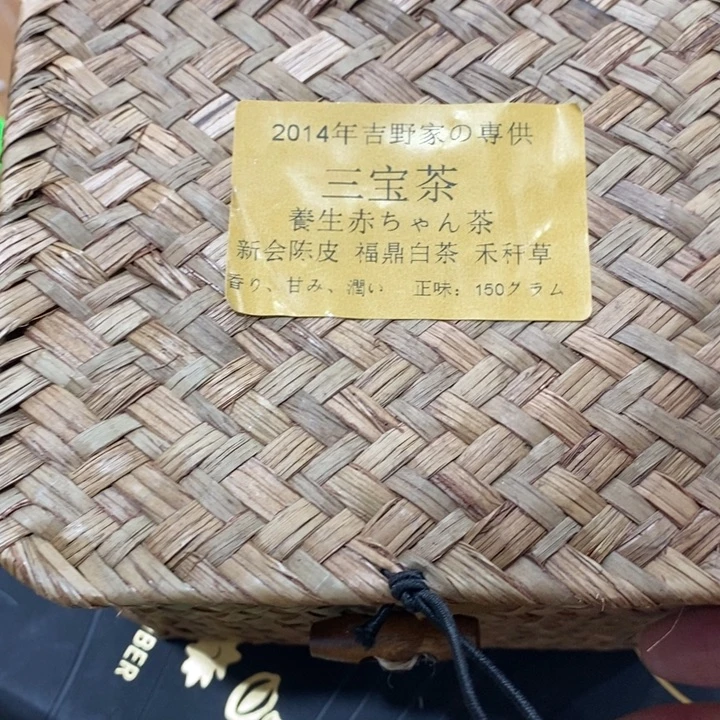 2014年吉野家の専供
三宝茶
養生赤ちゃん茶
新会陈皮 福鼎白茶 禾秆草
香り、甘み、潤い 正味：150グラム